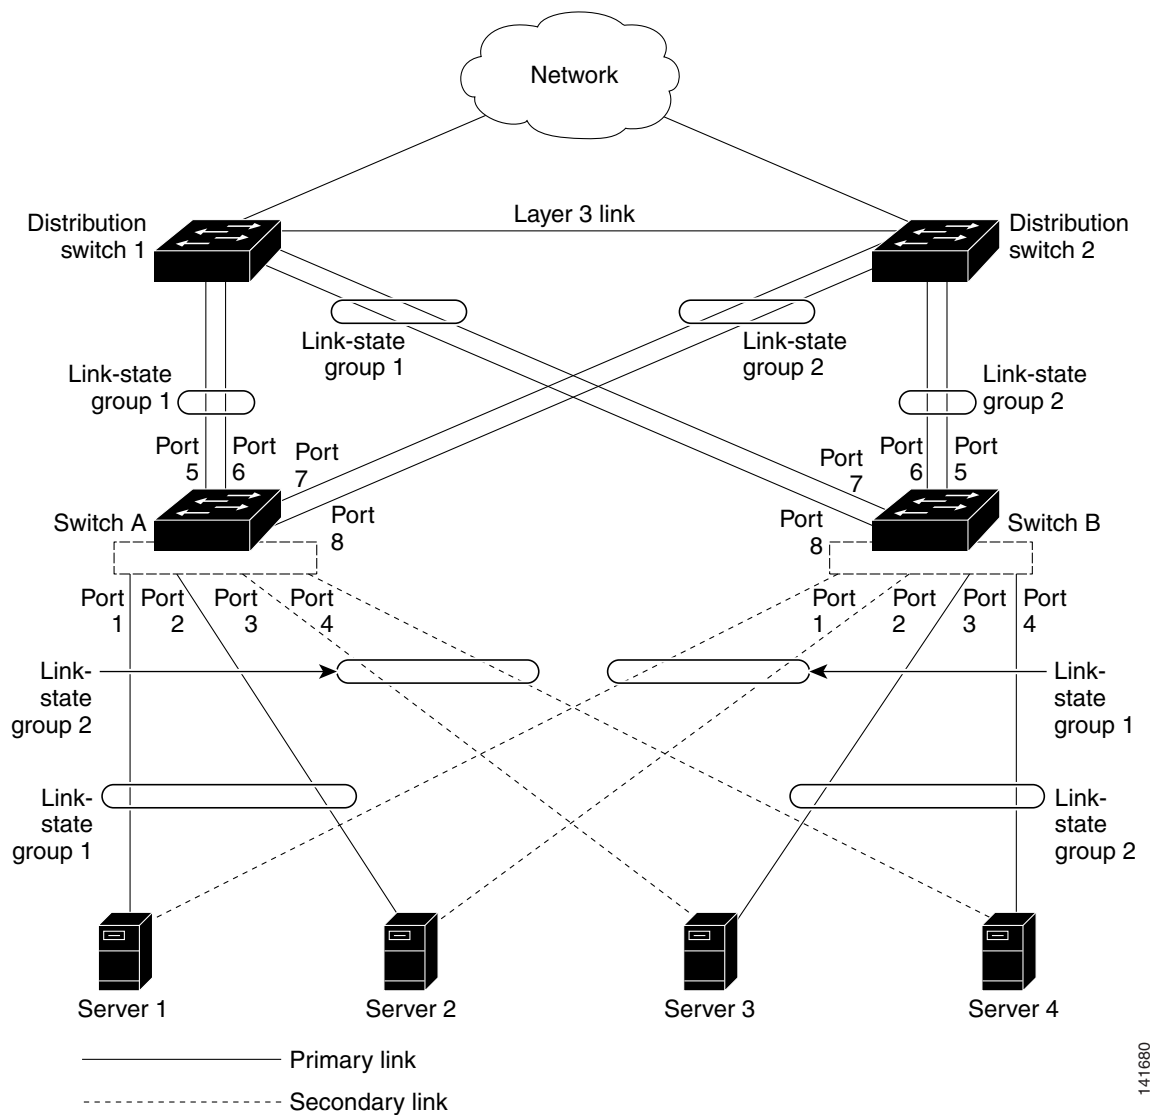 Network
Layer 3 link
Distribution
switch 1
Distribution
switch 2
Link-state
group 1
Link-state
group 2
Link-state
group 1
Link-state
group 2
Port
5
Port
6
Port
7
Port
8
Port
7
Port
6
Port
5
Port
8
Switch A
Switch B
Port
1
Port
2
Port
3
Port
4
Port
1
Port
2
Port
3
Port
4
Link-
state
group 2
Link-
state
group 1
Link-
state
group 1
Link-
state
group 2
Server 1
Server 2
Server 3
Server 4
Primary link
Secondary link
141680